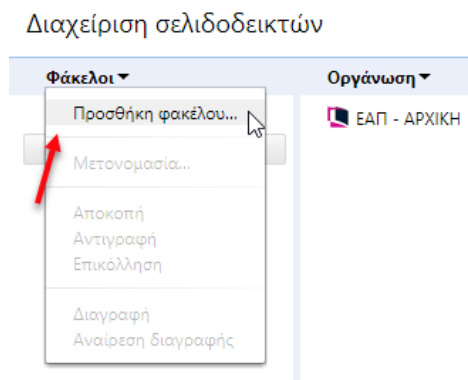 Διαχείριση σελιδοδεικτών
Φάκελοι Οργάνωση
Προσθήκη φακέλου...
ΕΑΠ - ΑΡΧΙΚΗ
Μετονομασία...
Αποκοπή
Αντιγραφή
Επικόλληση
Διαγραφή
Αναίρεση διαγραφής